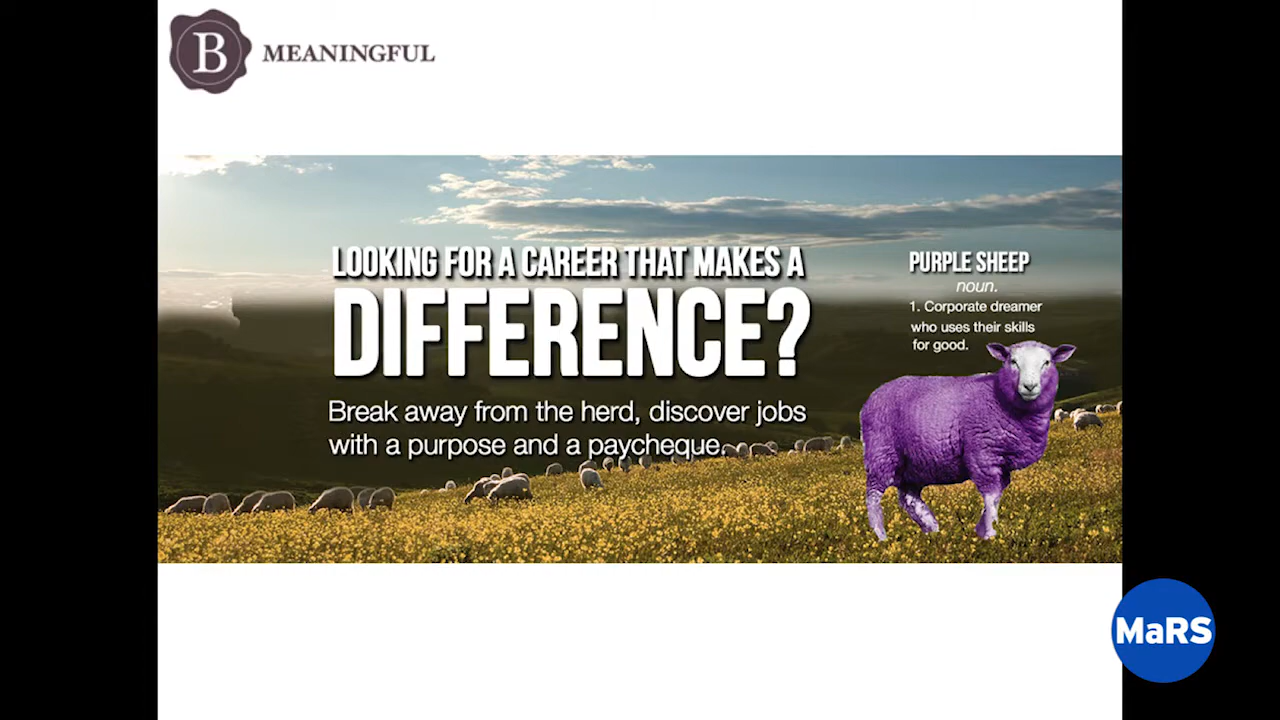 B MEANINGFUL
LOOKING FOR A CAREER THAT MAKES A
DIFFERENCE?
Break away from the herd, discover jobs
with a purpose and a paycheque.
PURPLE SHEEP
noun.
1. Corporate dreamer
who uses their skills
for good.
MaRS